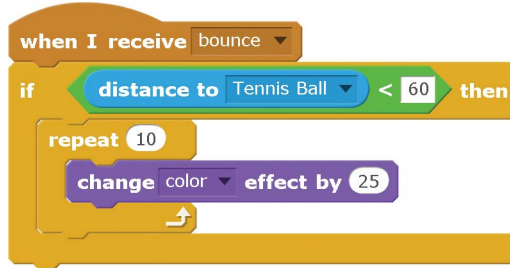 when I receive bounce
if distance to Tennis Ball < 60 then
repeat 10
change color effect by 25